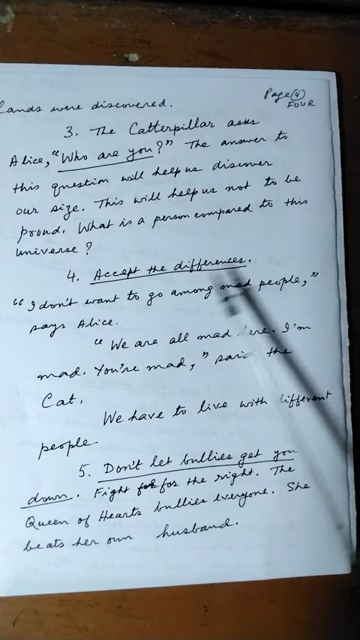 lands were discovered.
Page (4)
FOUR
3. The Catterpillar asks
Alice, "Who are you?" The answer to
this question will help us discover
our size. This will help us not to be
proud. What is a person compared to this
universe?
4. Accept the differences.
"I don't want to go among mad people,"
says Alice.
"We are all mad here. I'm
mad. You're mad," said the
Cat.
We have to live with different
people.
5. Don't let bullies get you
down. Fight for the right. The
Queen of Hearts bullies everyone. She
beats her own husband.